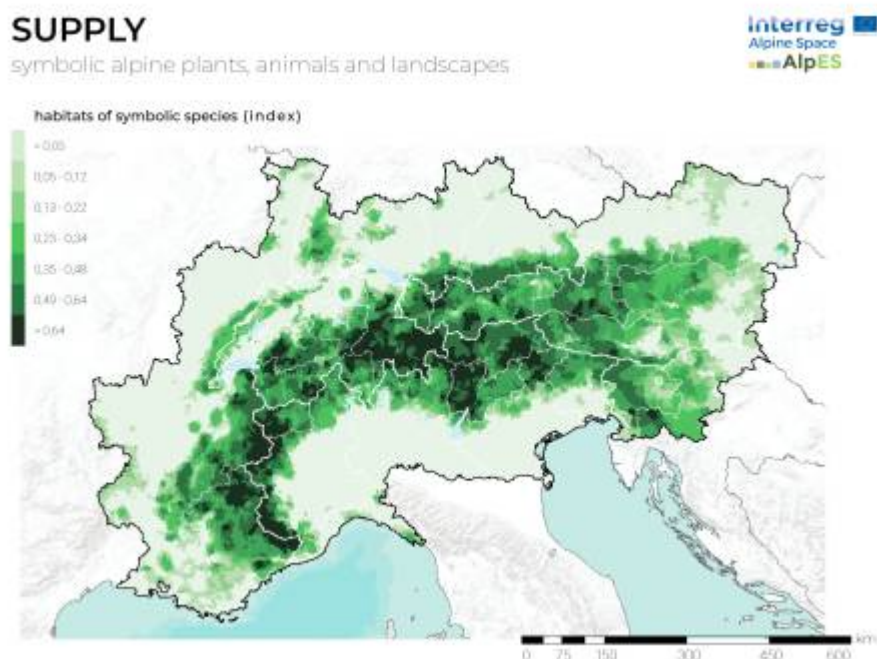 SUPPLY
symbolic alpine plants, animals and landscapes
Interreg
Alpine Space
AlpES
habitats of symbolic species (index)
< 0,05
0,05 - 0,12
0,13 - 0,22
0,23 - 0,34
0,35 - 0,48
0,49 - 0,64
> 0,64
km
0 75 150 300 450 600